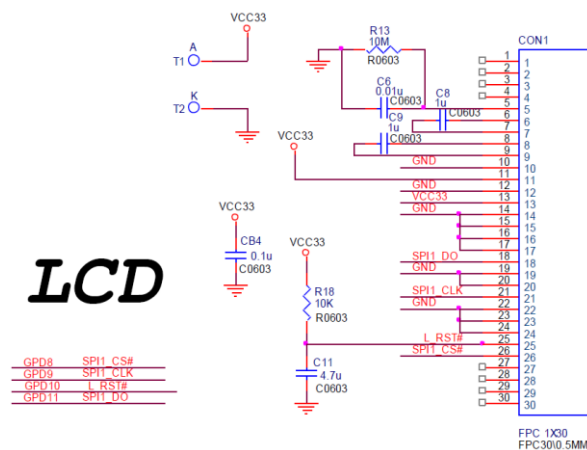 VCC33
A
T1
K
T2
R13
10M
R0603
C6
0.01u
C0603
C8
1u
C0603
C9
1u
C0603
VCC33
CON1
1 1
2 2
3 3
4 4
5 5
6 6
7 7
8 8
9 9
GND 10 10
11 11
GND 12 12
VCC33 13 13
GND 14 14
15 15
16 16
17 17
SPI1_DO 18 18
GND 19 19
20 20
SPI1_CLK 21 21
GND 22 22
23 23
24 24
L_RST# 25 25
SPI1_CS# 26 26
27 27
28 28
29 29
30 30
FPC 1X30
FPC30\0.5MM
VCC33
CB4
0.1u
C0603
VCC33
R18
10K
R0603
C11
4.7u
C0603
LCD
GPD8 SPI1_CS#
GPD9 SPI1_CLK
GPD10 L_RST#
GPD11 SPI1_DO